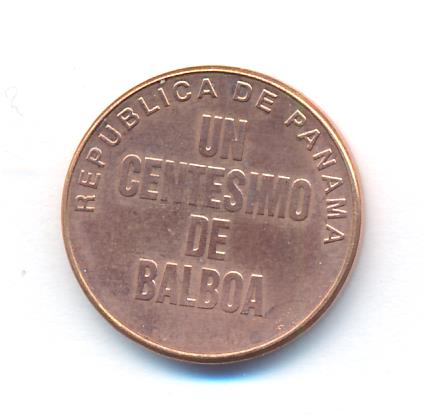 REPUBLICA DE PANAMA
UN
CENTESIMO
DE
BALBOA